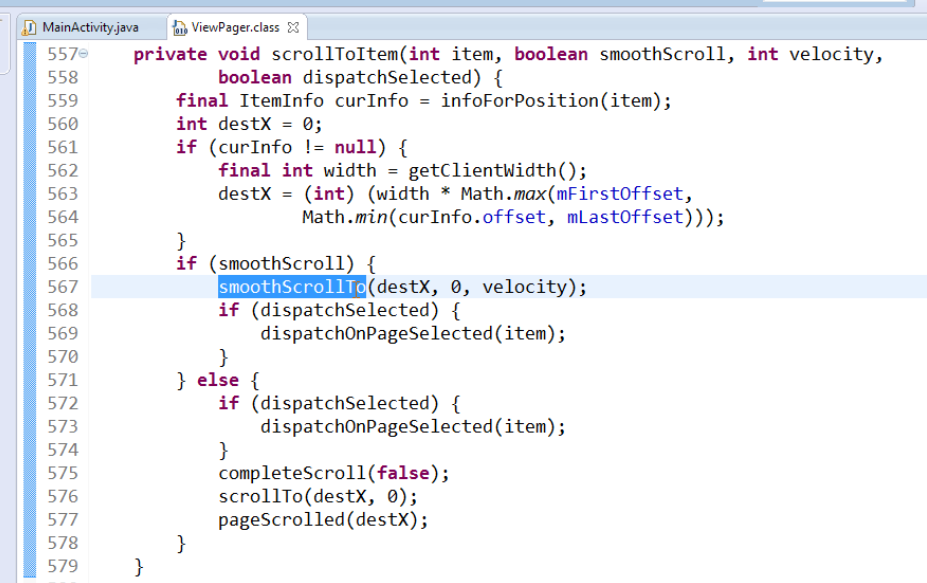 MainActivity.java ViewPager.class
557 private void scrollToItem(int item, boolean smoothScroll, int velocity,
558 boolean dispatchSelected) {
559 final ItemInfo curInfo = infoForPosition(item);
560 int destX = 0;
561 if (curInfo != null) {
562 final int width = getClientWidth();
563 destX = (int) (width * Math.max(mFirstOffset,
564 Math.min(curInfo.offset, mLastOffset)));
565 }
566 if (smoothScroll) {
567 smoothScrollTo(destX, 0, velocity);
568 if (dispatchSelected) {
569 dispatchOnPageSelected(item);
570 }
571 } else {
572 if (dispatchSelected) {
573 dispatchOnPageSelected(item);
574 }
575 completeScroll(false);
576 scrollTo(destX, 0);
577 pageScrolled(destX);
578 }
579 }